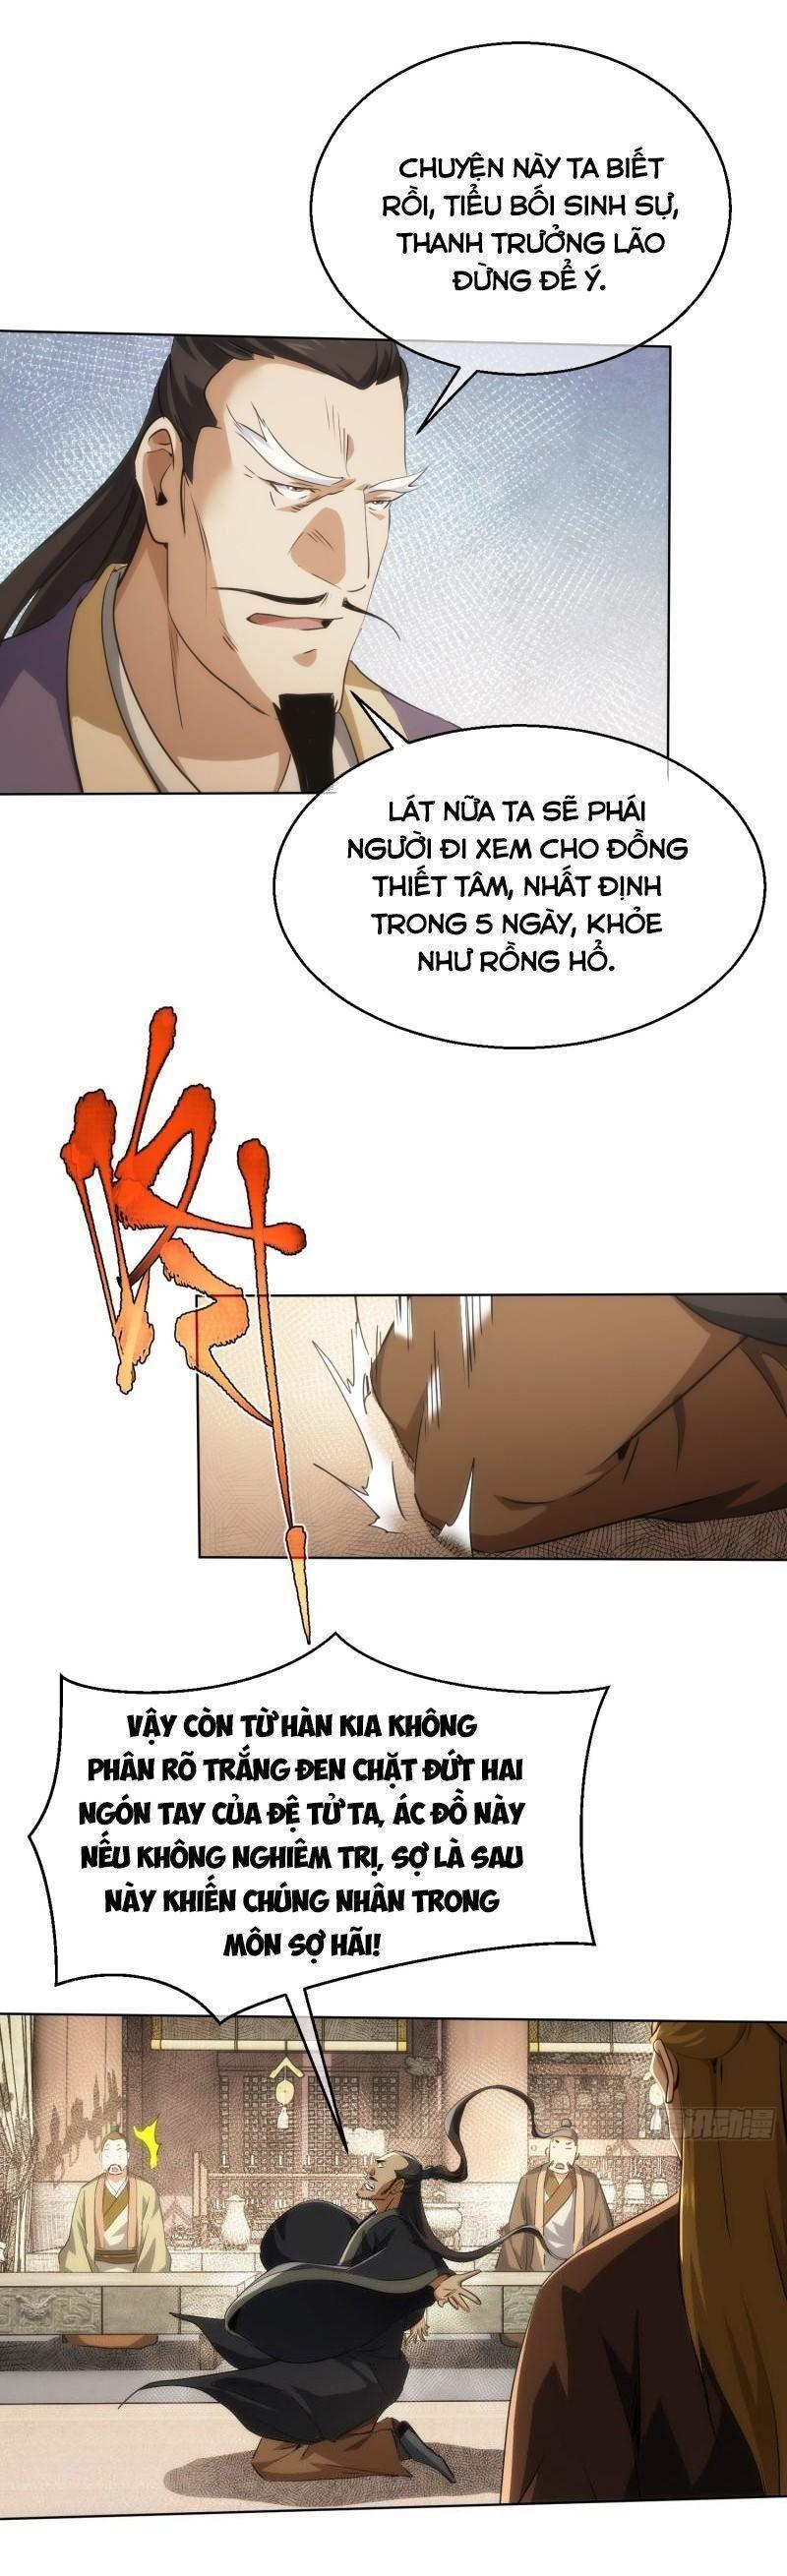 CHUYỆN NÀY TA BIẾT
RỒI, TIỂU BỐI SINH SỰ,
THANH TRƯỞNG LÃO
ĐỪNG ĐỂ Ý.
LÁT NỮA TA SẼ PHÁI
NGƯỜI ĐI XEM CHO ĐỒNG
THIẾT TÂM, NHẤT ĐỊNH
TRONG 5 NGÀY, KHỎE
NHƯ RỒNG HỔ.
VẬY CÒN TỪ HÀN KIA KHÔNG
PHÂN RÕ TRẮNG ĐEN CHẶT ĐỨT HAI
NGÓN TAY CỦA ĐỆ TỬ TA, ÁC ĐỒ NÀY
NẾU KHÔNG NGHIÊM TRỊ, SỢ LÀ SAU
NÀY KHIẾN CHÚNG NHÂN TRONG
MÔN SỢ HÃI!